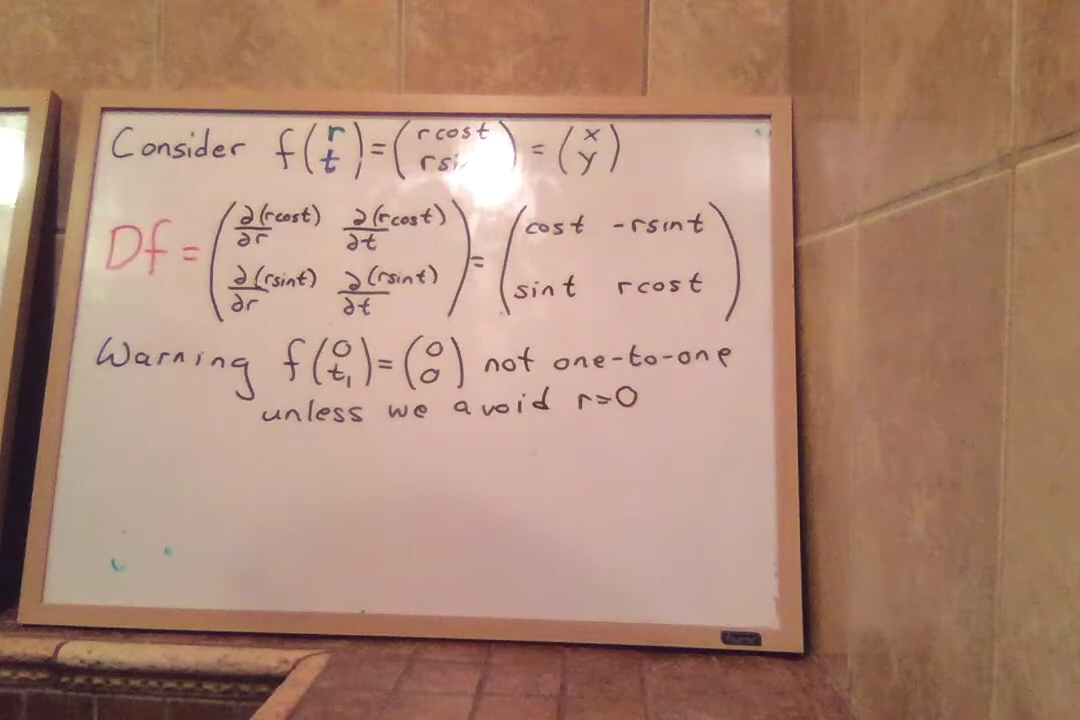 Consider f(r t) = (rcost rsi) = (x y)
Df = (∂(rcost)/∂r ∂(rcost)/∂t ∂(rsint)/∂r ∂(rsint)/∂t) = (cost -rsint sint rcost)
Warning f(0 t₁) = (0 0) not one-to-one
unless we avoid r=0